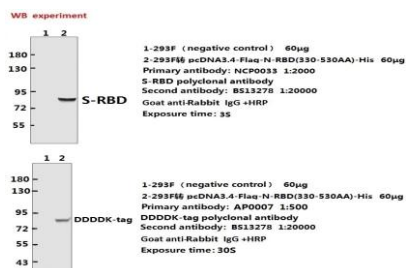 WB experiment
1 2
180
130
95
72
55
S-RBD
1-293F (negative control) 60μg
2-293F转 pcDNA3.4-Flag-N-RBD(330-530AA)-His 60μg
Primary antibody: NCP0033 1:2000
S-RBD polyclonal antibody
Second antibody: BS13278 1:20000
Goat anti-Rabbit IgG +HRP
Exposure time: 3S
1 2
180
130
95
72
55
43
DDDDK-tag
1-293F (negative control) 60μg
2-293F转 pcDNA3.4-Flag-N-RBD(330-530AA)-His 60μg
Primary antibody: AP0007 1:500
DDDDK-tag polyclonal antibody
Second antibody: BS13278 1:20000
Goat anti-Rabbit IgG +HRP
Exposure time: 30S